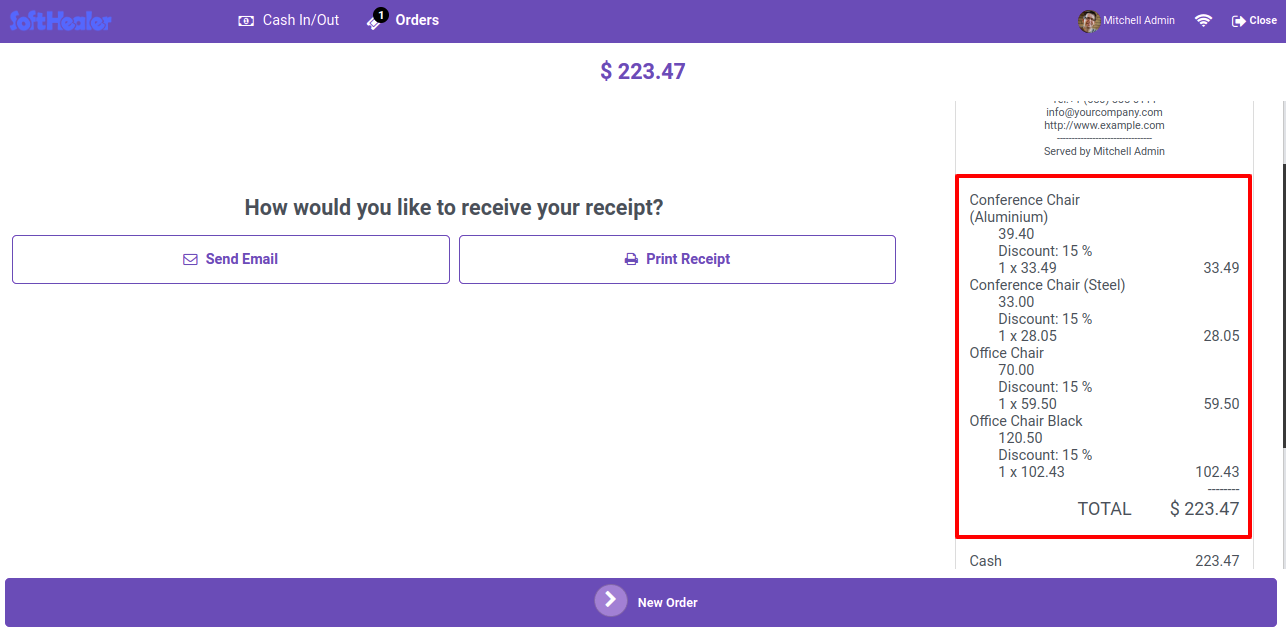 SoftHealer
Cash In/Out
1
Orders
Mitchell Admin
Close
$ 223.47
info@yourcompany.com
http://www.example.com
--------------------------------
Served by Mitchell Admin
How would you like to receive your receipt?
Send Email
Print Receipt
Conference Chair
(Aluminium)
39.40
Discount: 15 %
1 x 33.49 33.49
Conference Chair (Steel)
33.00
Discount: 15 %
1 x 28.05 28.05
Office Chair
70.00
Discount: 15 %
1 x 59.50 59.50
Office Chair Black
120.50
Discount: 15 %
1 x 102.43 102.43
--------
TOTAL $ 223.47
Cash 223.47
New Order